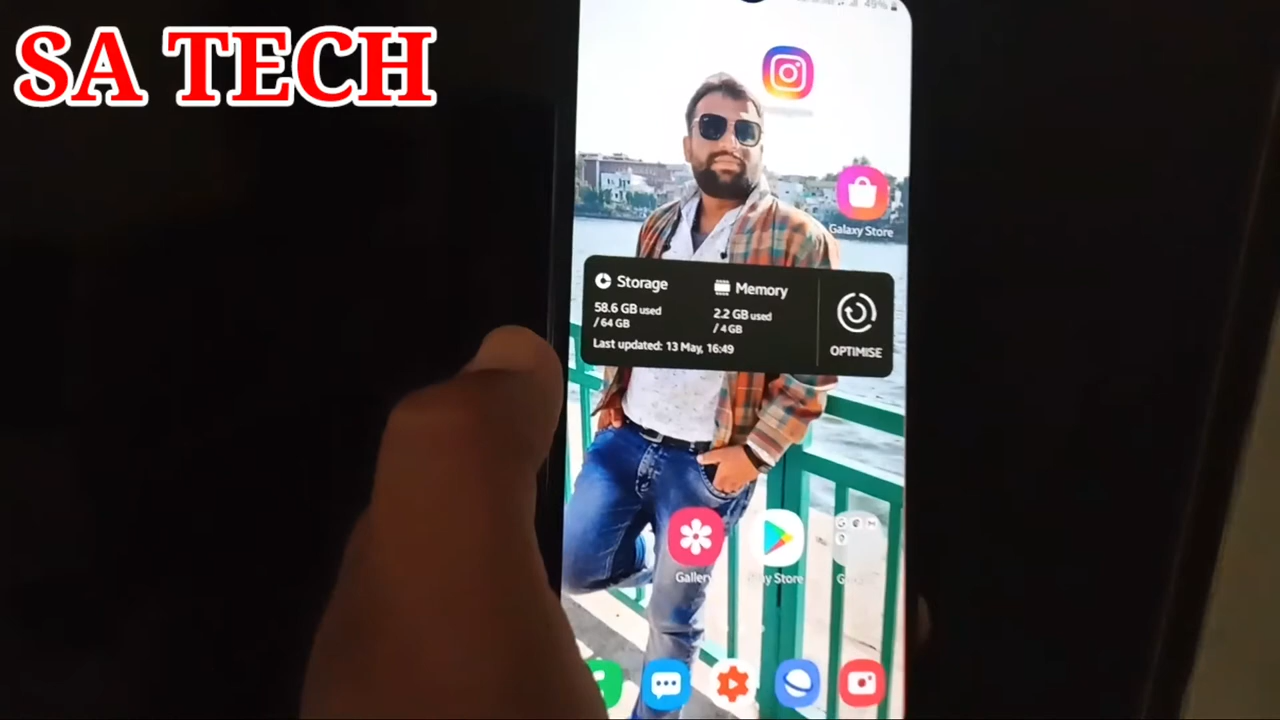 SA TECH
49%
Galaxy Store
Storage
58.6 GB used
/ 64 GB
Memory
2.2 GB used
/ 4 GB
Last updated: 13 May, 16:49
OPTIMISE
Gallery
Play Store